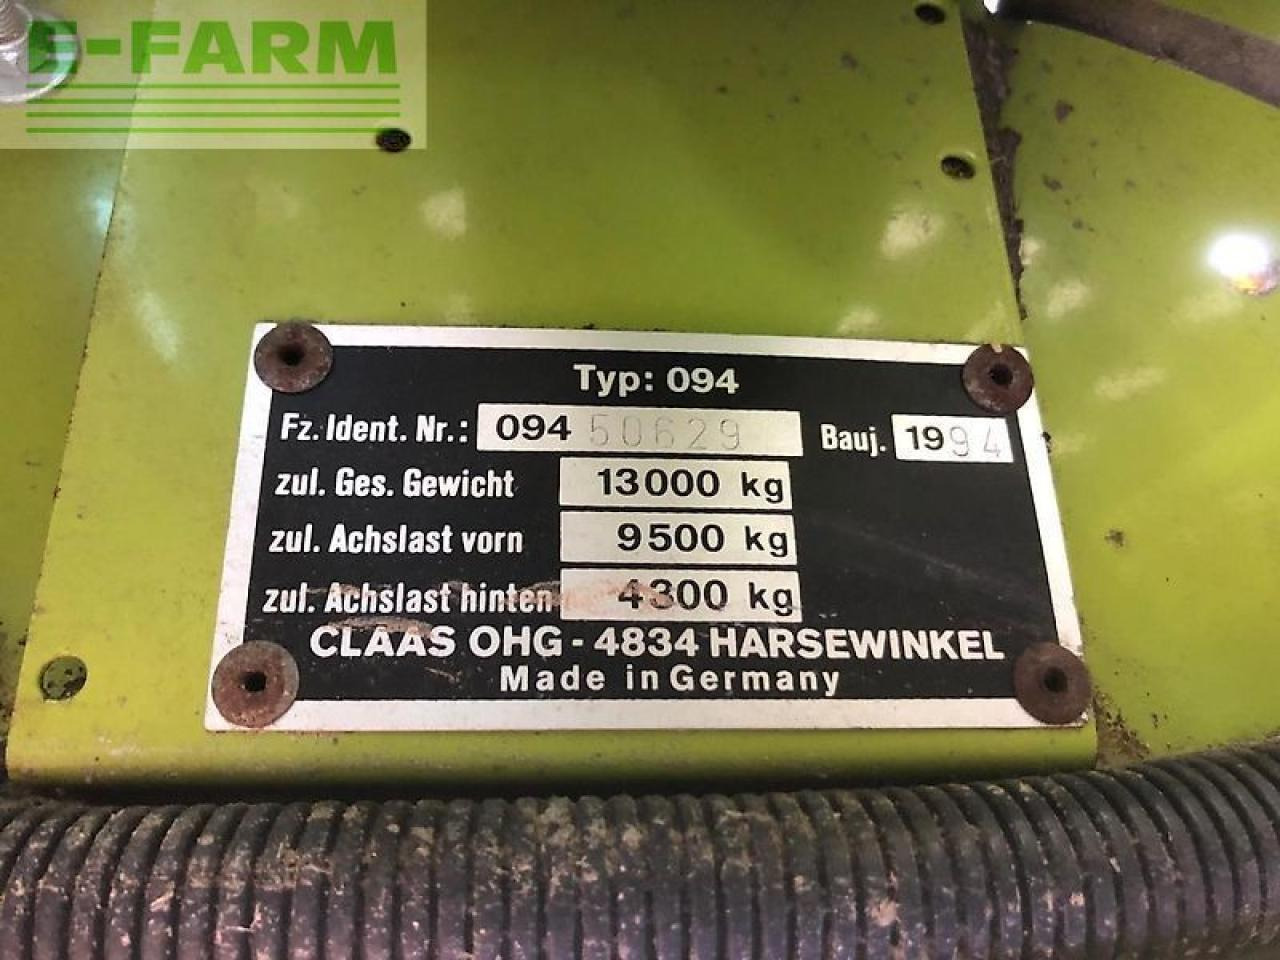 E-FARM
Typ: 094
Fz. Ident. Nr.: 094 50629 Bauj. 1994
zul. Ges. Gewicht 13000 kg
zul. Achslast vorn 9500 kg
zul. Achslast hinten 4300 kg
CLAAS OHG - 4834 HARSEWINKEL
Made in Germany